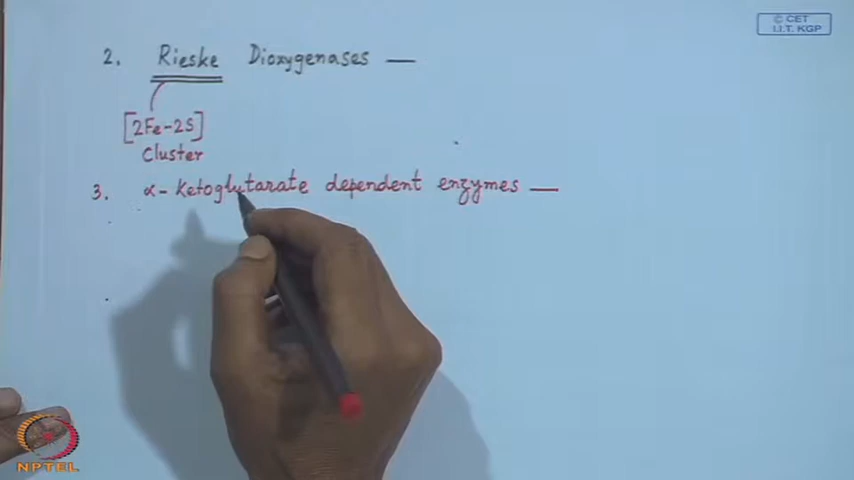 © CET
I.I.T. KGP
2. Rieske Dioxygenases —
[2Fe-2S]
Cluster
3. α- Ketoglutarate dependent enzymes —
NPTEL